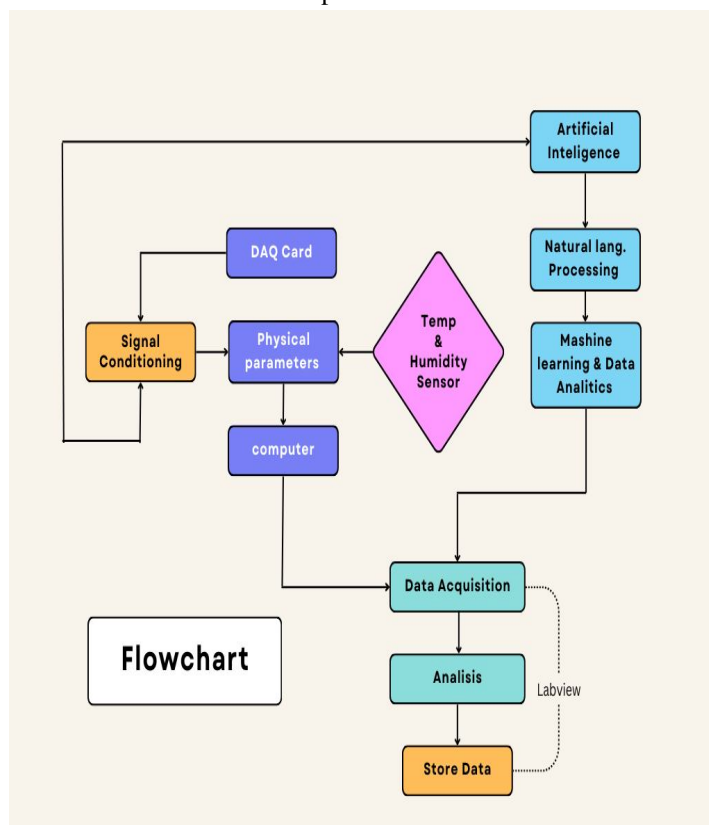 Artificial
Inteligence
DAQ Card
Natural lang.
Processing
Signal
Conditioning
Physical
parameters
Temp
&
Humidity
Sensor
Mashine
learning & Data
Analitics
computer
Data Acquisition
Flowchart
Analisis
Labview
Store Data